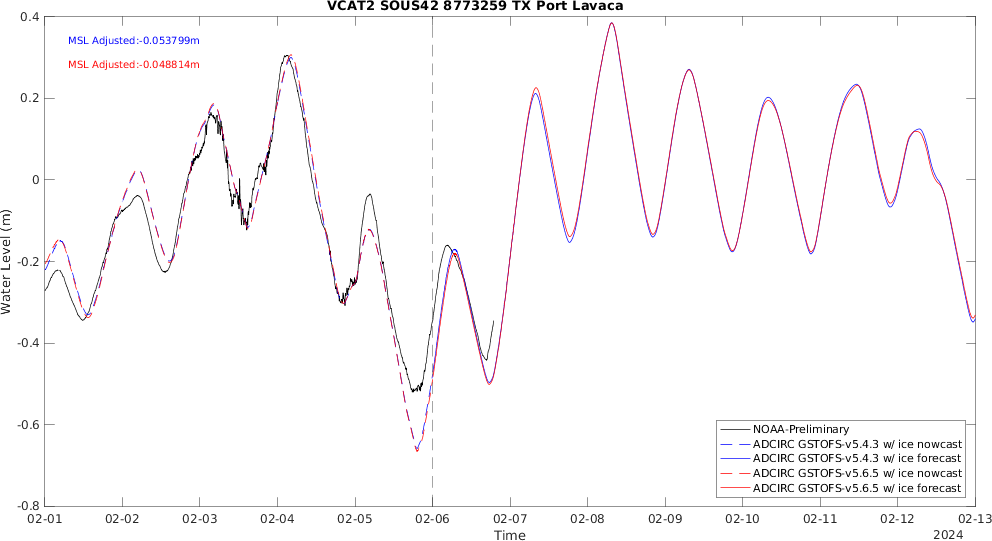 VCAT2 SOUS42 8773259 TX Port Lavaca
MSL Adjusted:-0.053799m
MSL Adjusted:-0.048814m
Water Level (m)
0.4
0.2
0
-0.2
-0.4
-0.6
-0.8
NOAA-Preliminary
ADCIRC GSTOFS-v5.4.3 w/ ice nowcast
ADCIRC GSTOFS-v5.4.3 w/ ice forecast
ADCIRC GSTOFS-v5.6.5 w/ ice nowcast
ADCIRC GSTOFS-v5.6.5 w/ ice forecast
02-01 02-02 02-03 02-04 02-05 02-06 02-07 02-08 02-09 02-10 02-11 02-12 02-13
Time
2024